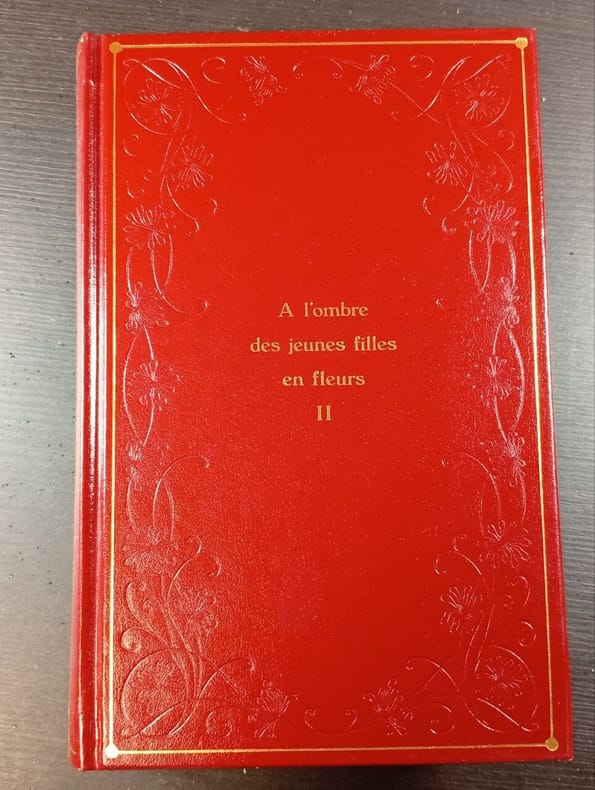 A l'ombre
des jeunes filles
en fleurs
II